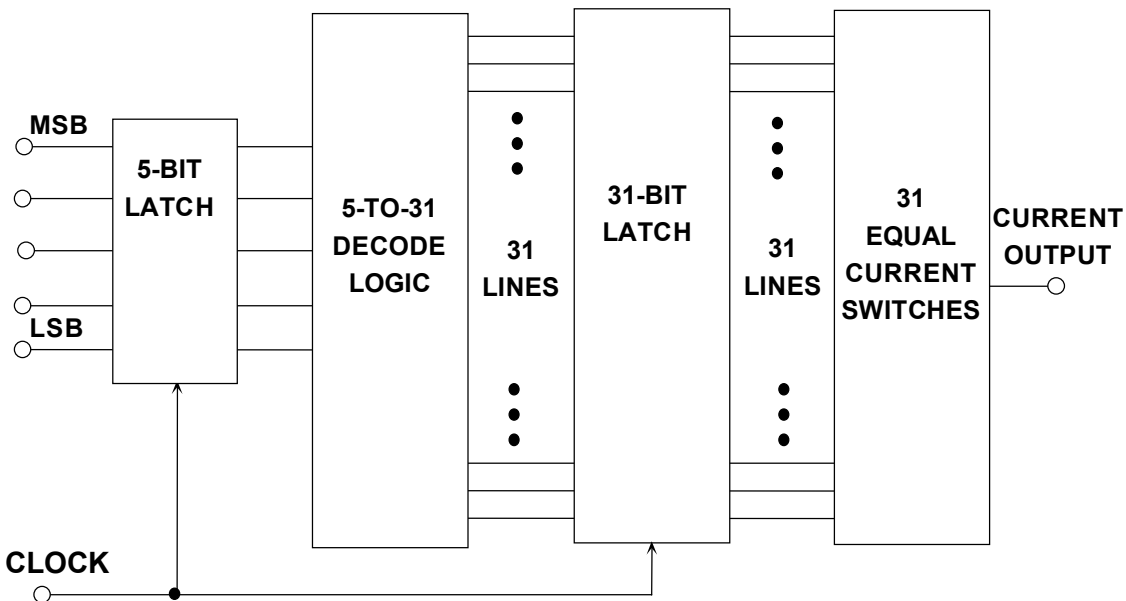 MSB
LSB
5-BIT
LATCH
5-TO-31
DECODE
LOGIC
31
LINES
31-BIT
LATCH
31
LINES
31
EQUAL
CURRENT
SWITCHES
CURRENT
OUTPUT
CLOCK